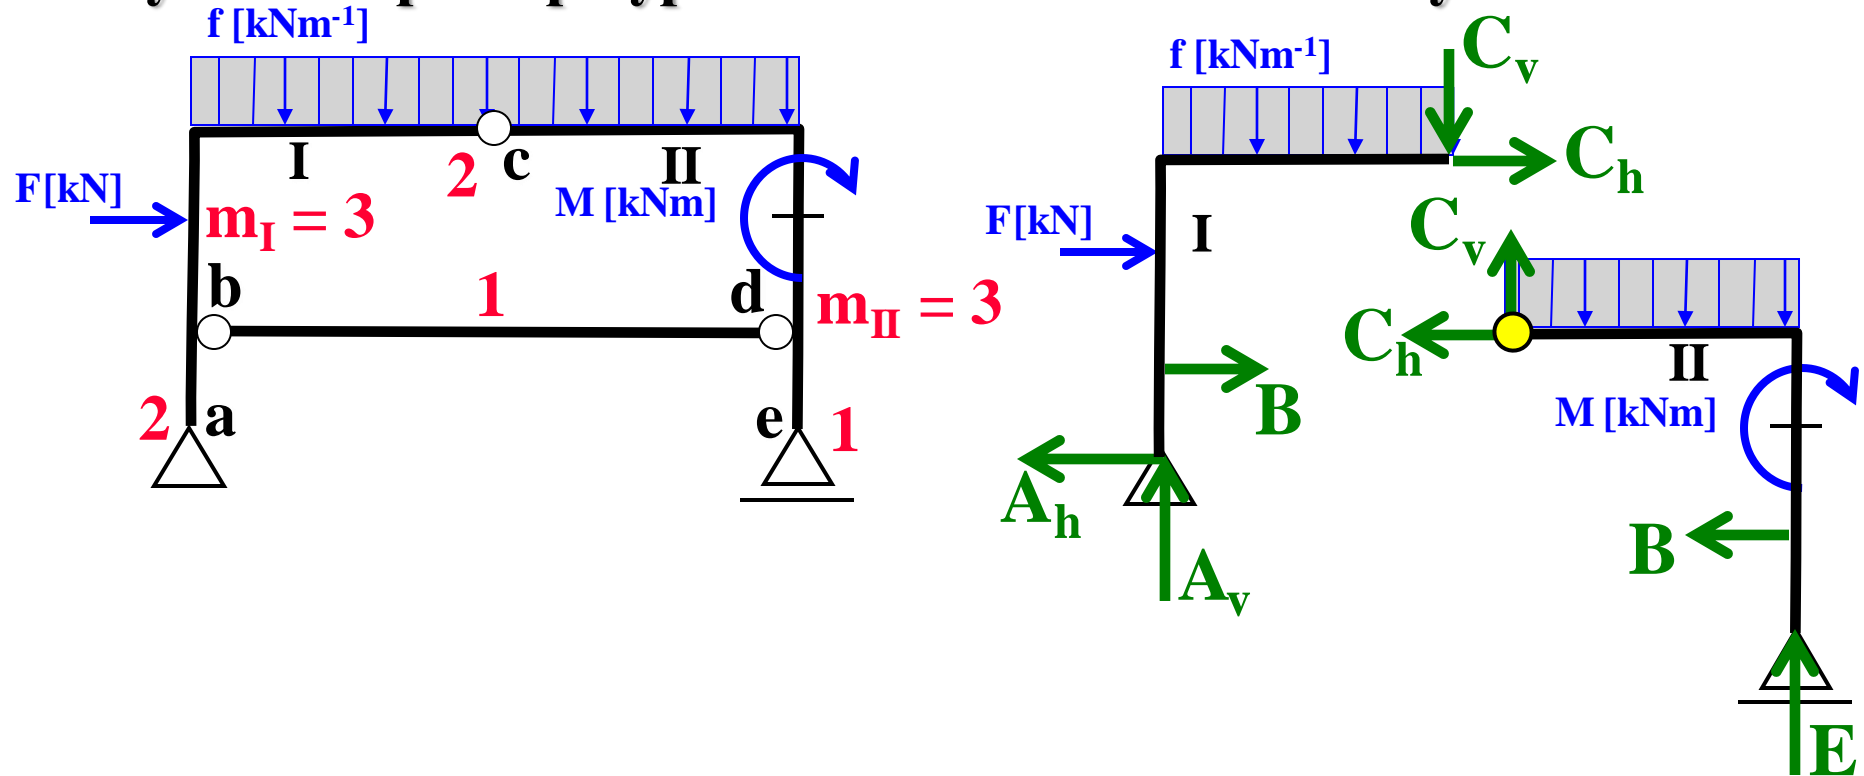 f [kNm-1]
I
2
c
II
F[kN]
mI = 3
M [kNm]
b
1
d
mII = 3
2
a
e
1
f [kNm-1]
Cv
Ch
F[kN]
I
Cv
Ch
II
B
M [kNm]
Ah
Av
B
E